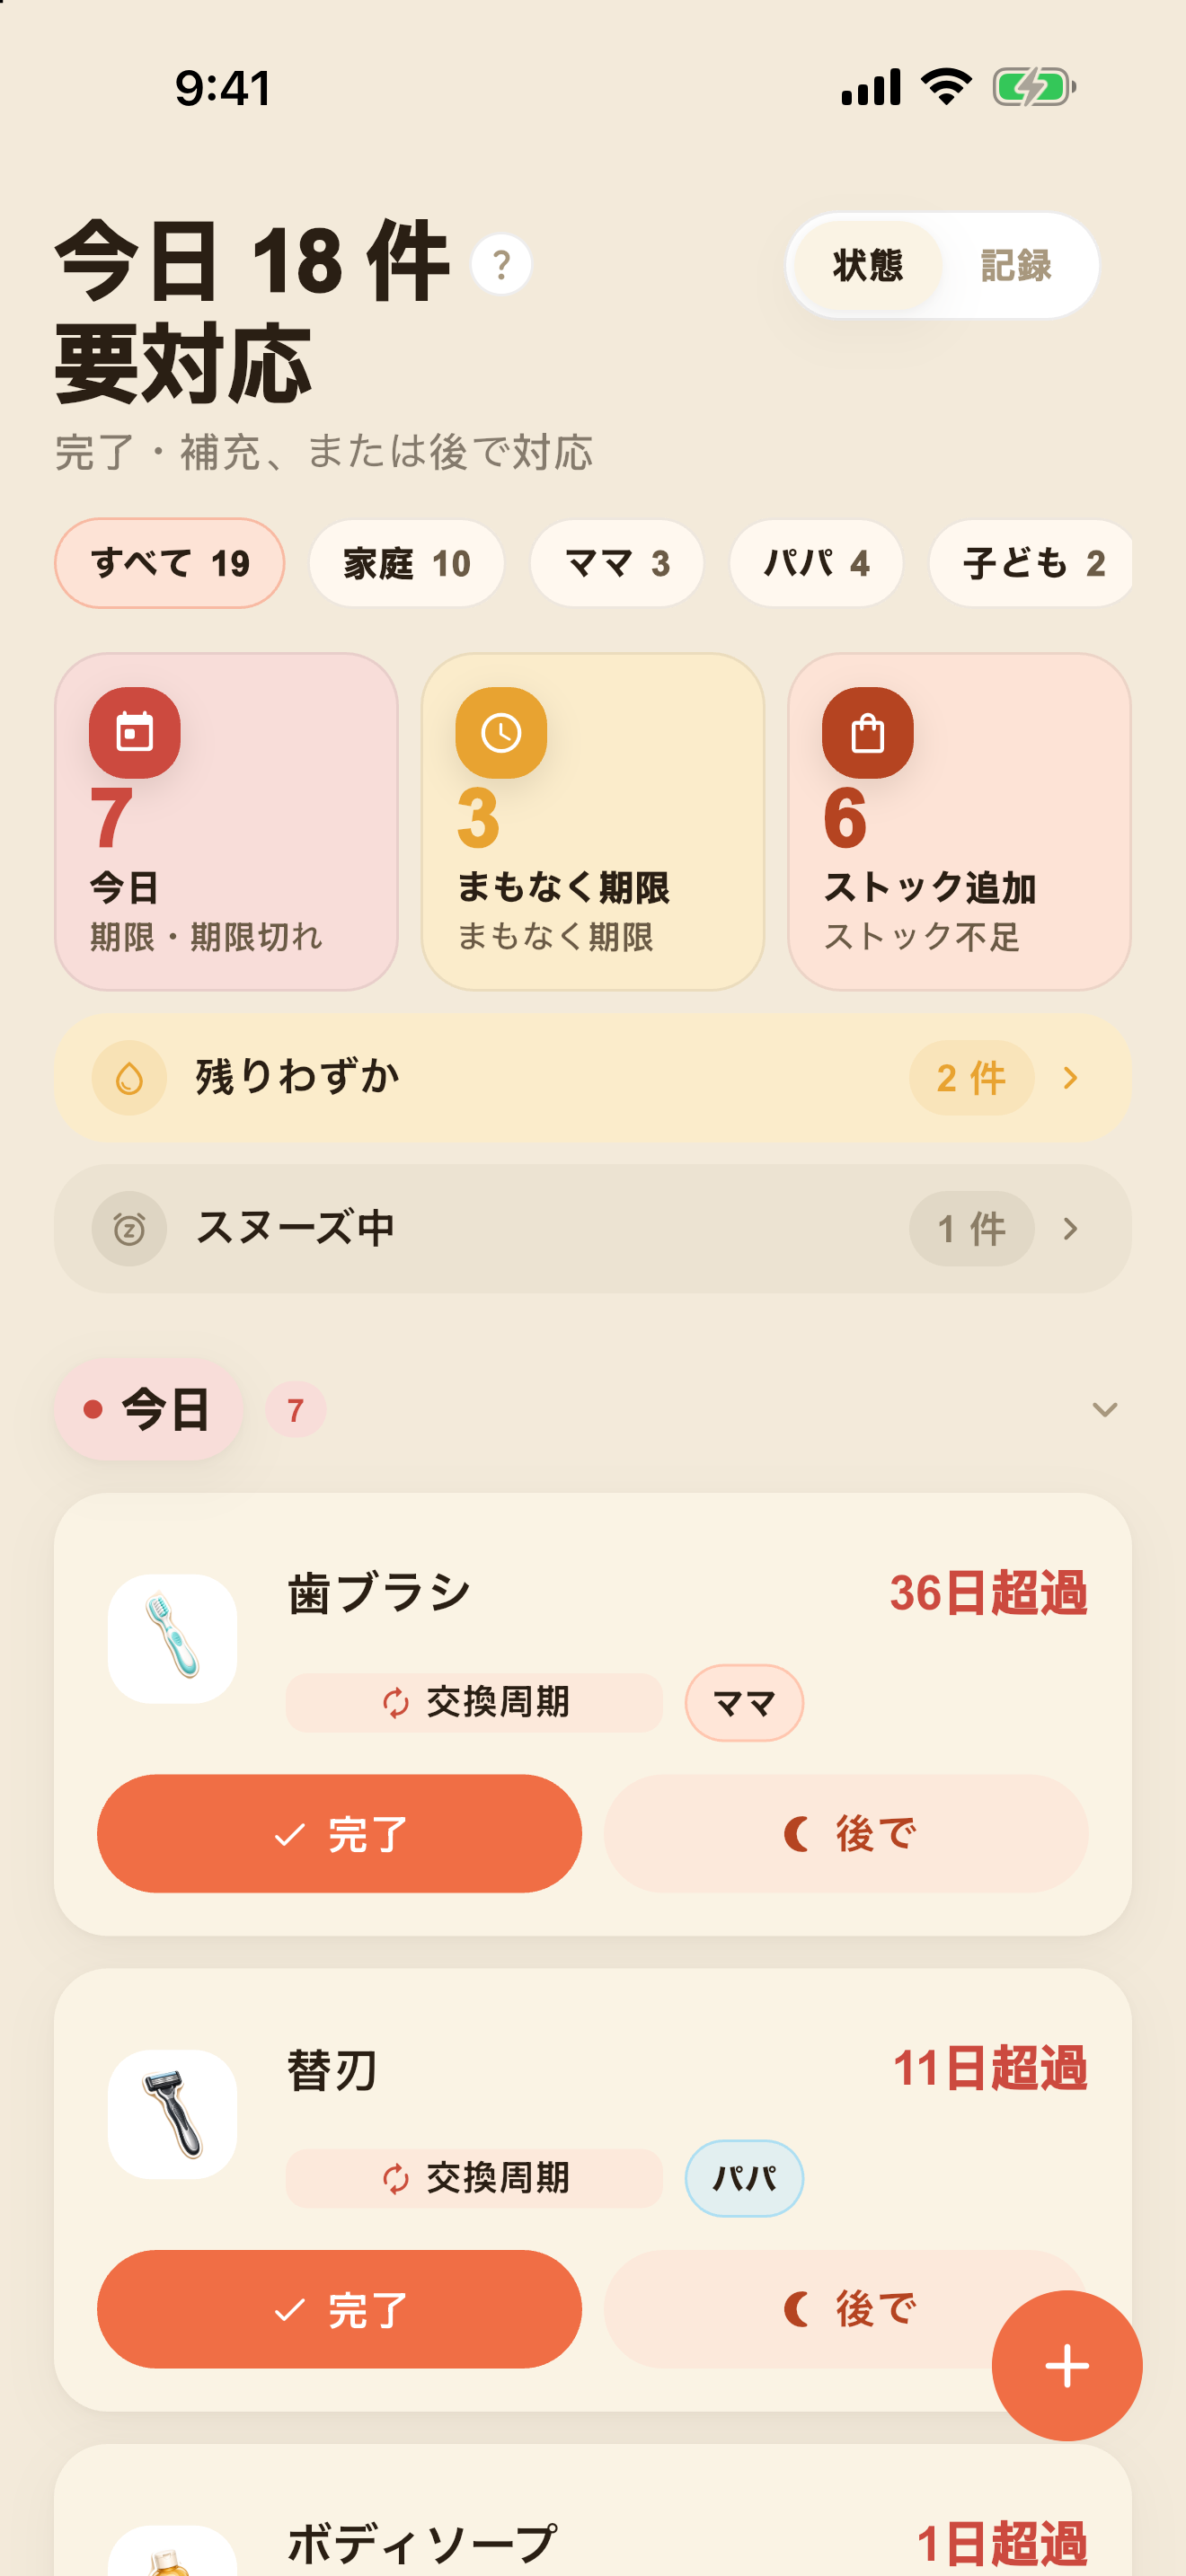 9:41
今日 18 件 ?
要対応
状態 記録
完了・補充、または後で対応
すべて 19 家庭 10 ママ 3 パパ 4 子ども 2
7
今日
期限・期限切れ
3
まもなく期限
まもなく期限
6
ストック追加
ストック不足
残りわずか 2 件
スヌーズ中 1 件
今日 7
歯ブラシ 36日超過
交換周期 ママ
完了 後で
替刃 11日超過
交換周期 パパ
完了 後で
ボディソープ 1日超過